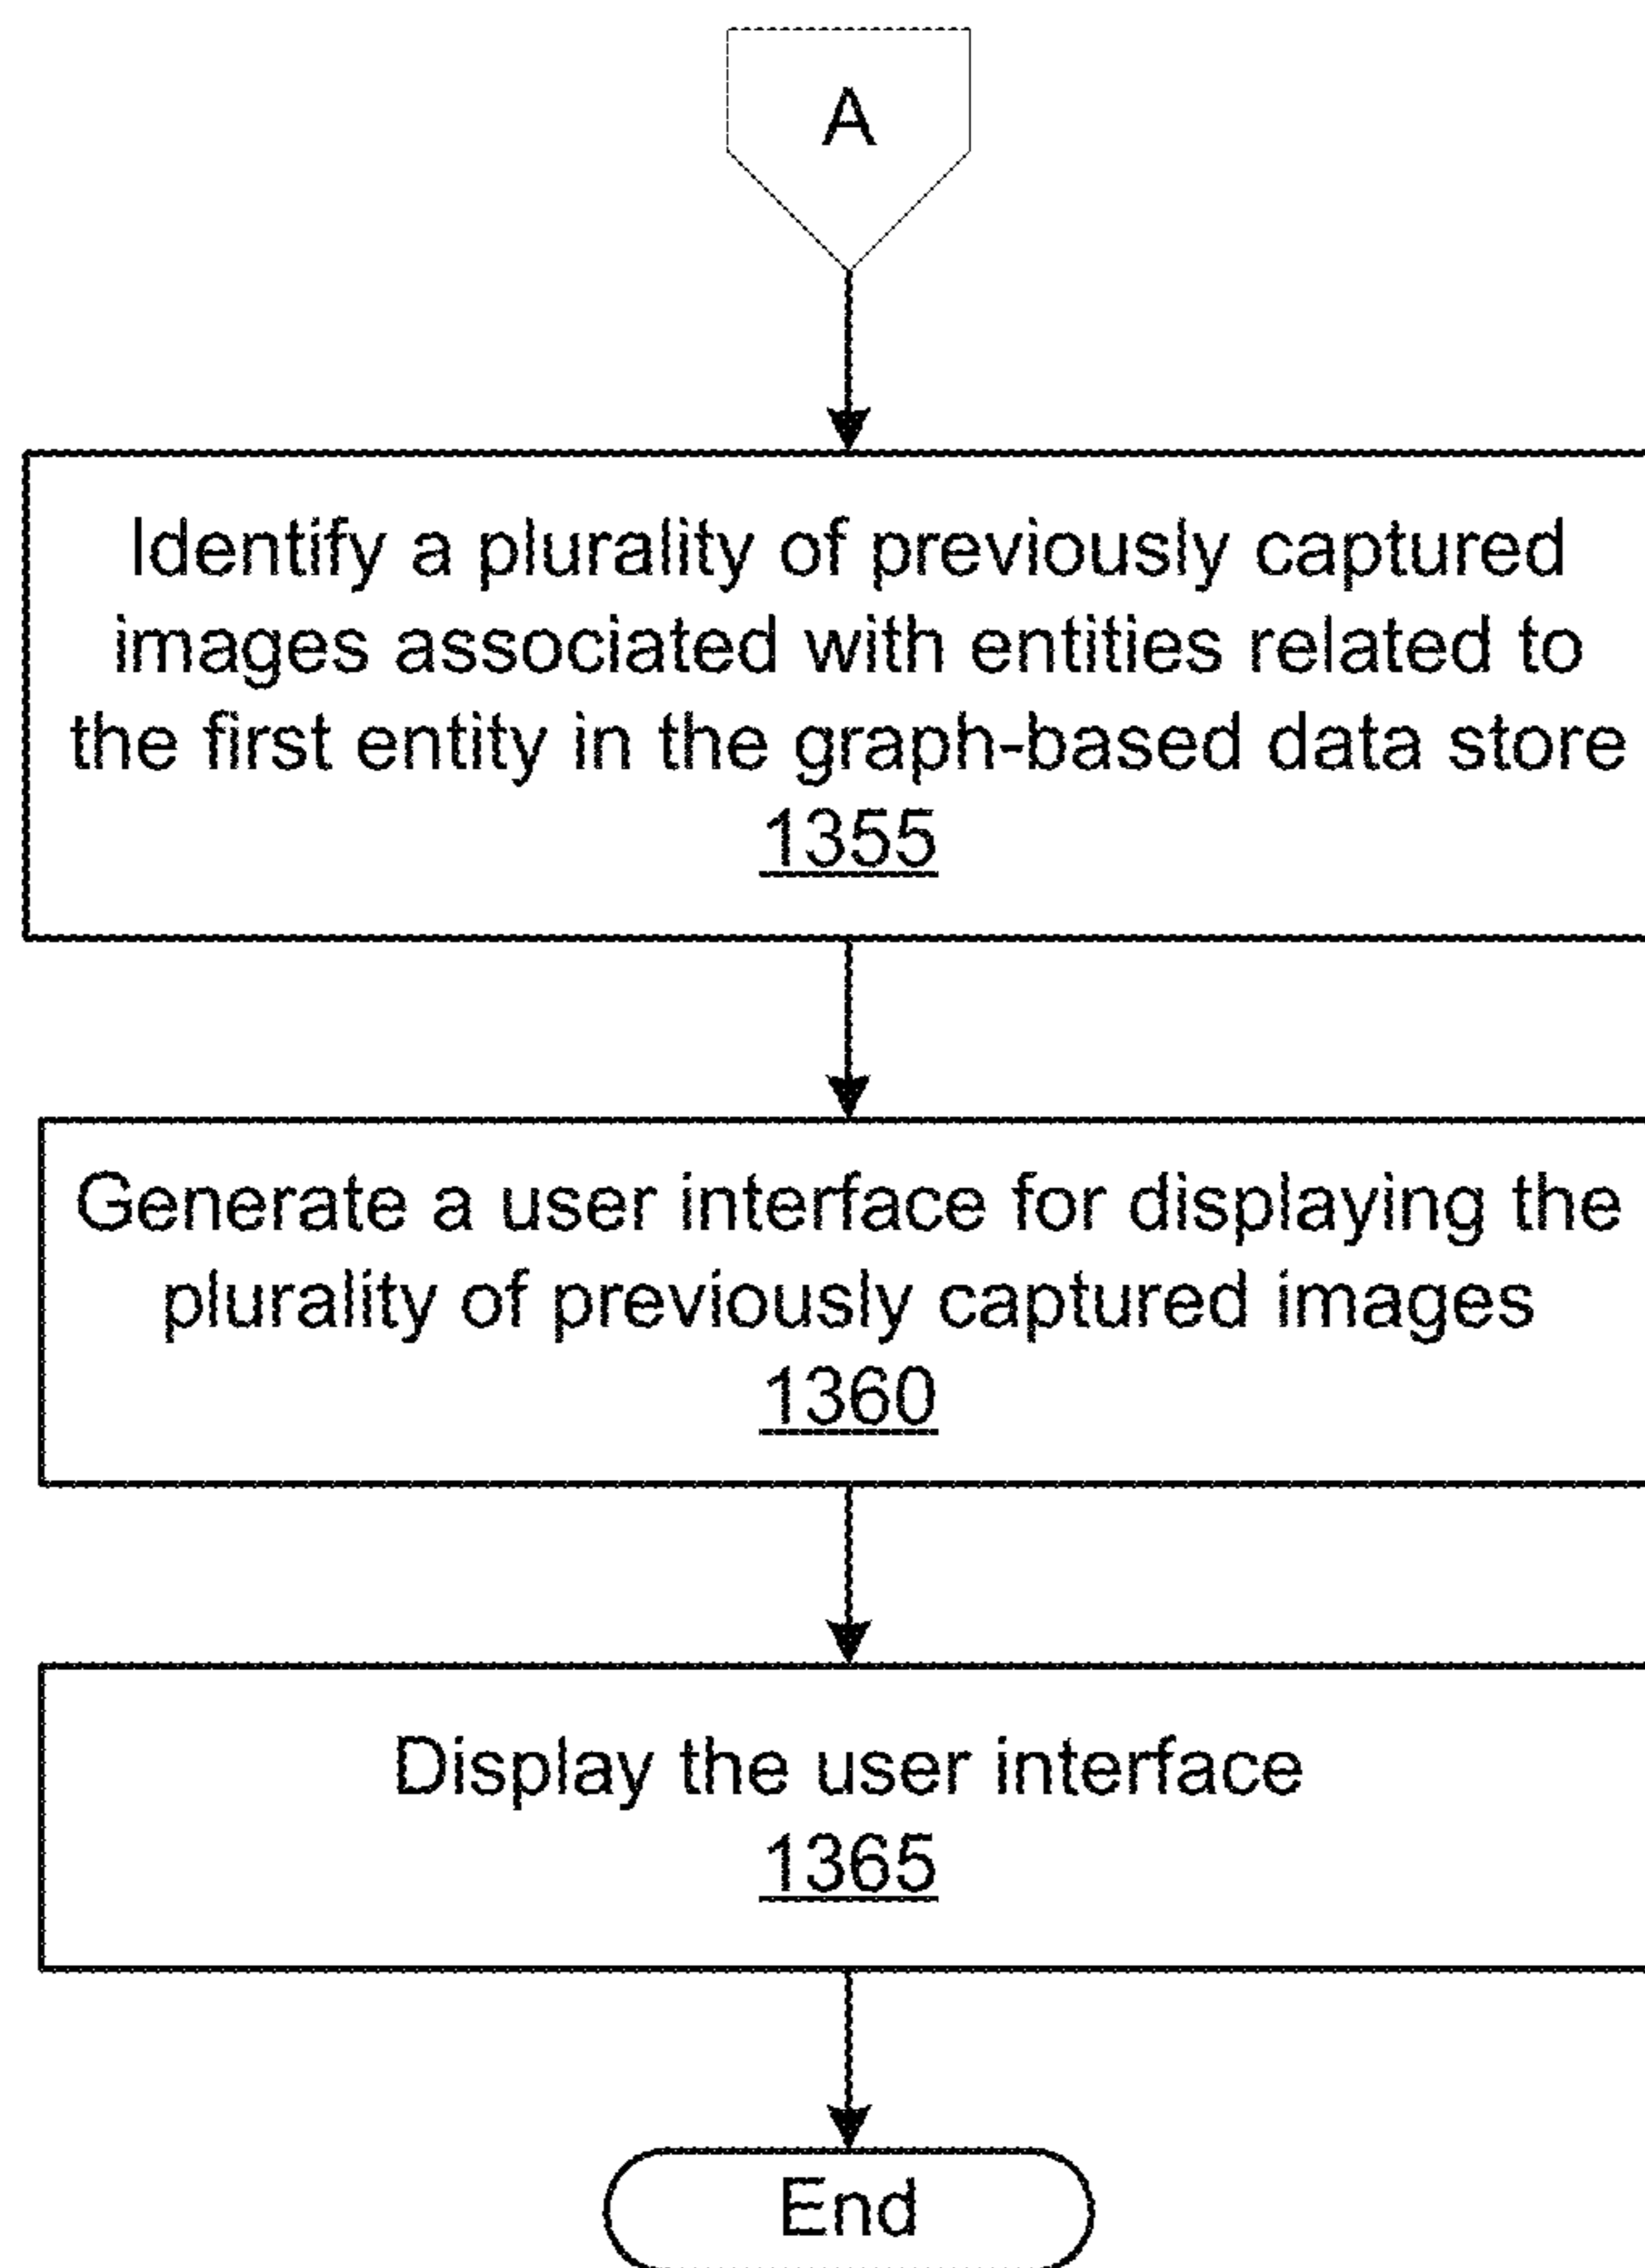 A
Identify a plurality of previously captured
images associated with entities related to
the first entity in the graph-based data store
1355
Generate a user interface for displaying the
plurality of previously captured images
1360
Display the user interface
1365
End